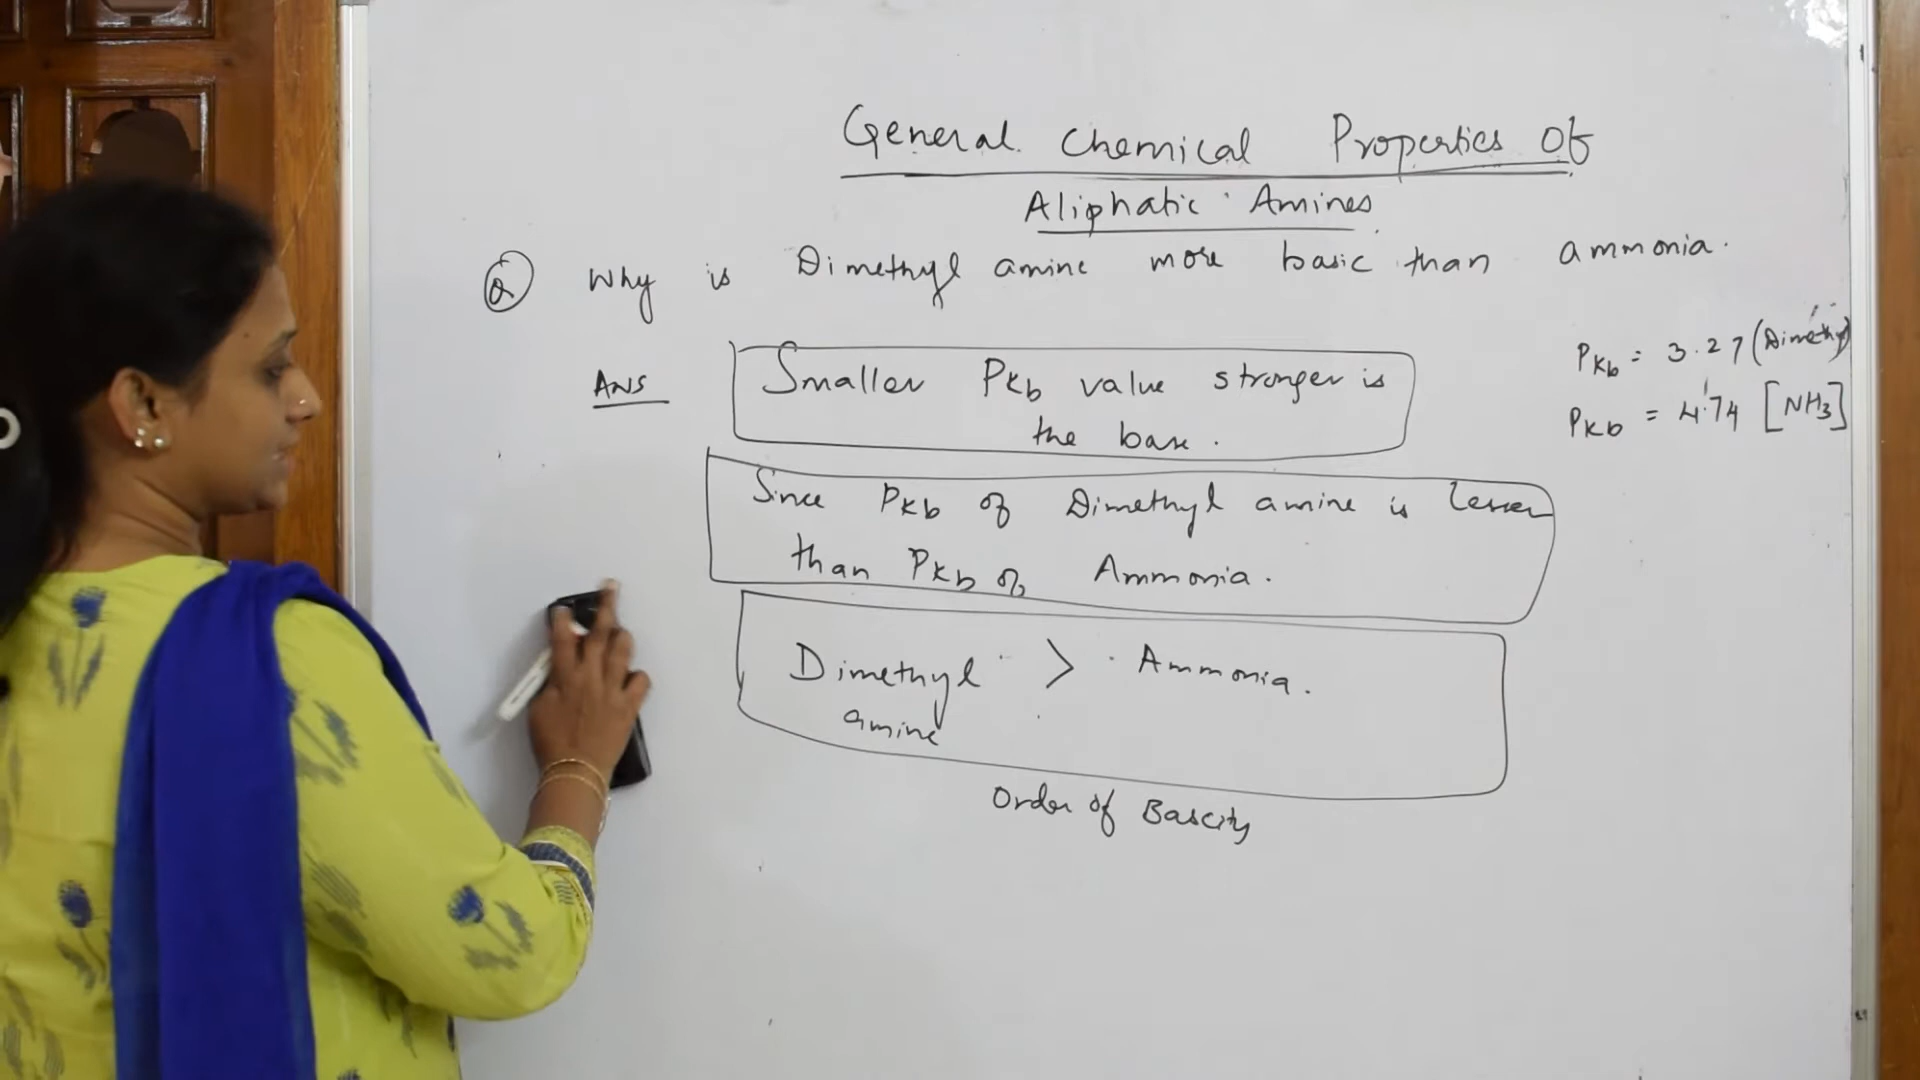 General Chemical Properties Of
Aliphatic Amines
Q Why is Dimethyl amine more basic than ammonia.
PKb = 3.27 (Dimethy)
PKb = 4.74 [NH3]
Ans
Smaller PKb value stronger is
the base.
Since PKb of Dimethyl amine is lesser
than PKb of Ammonia.
Dimethyl > Ammonia.
amine
Order of Bascity